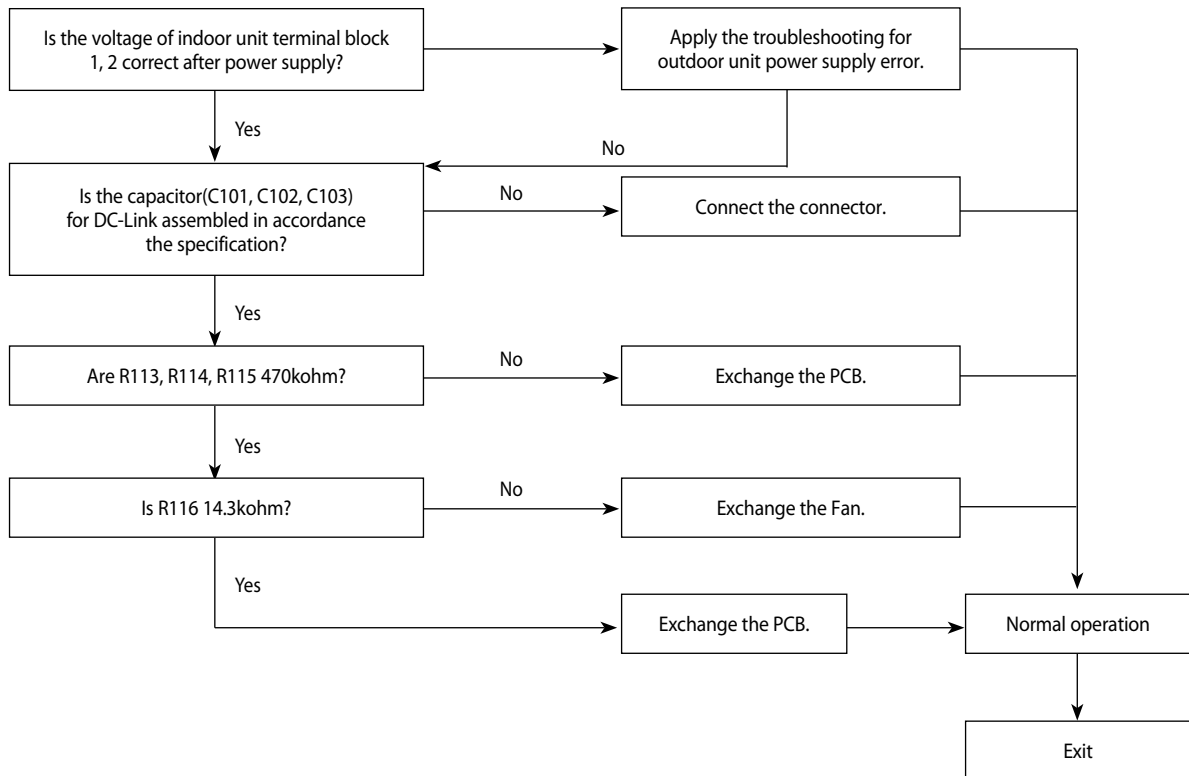 Is the voltage of indoor unit terminal block
1, 2 correct after power supply?
Apply the troubleshooting for
outdoor unit power supply error.
Yes
No
Is the capacitor(C101, C102, C103)
for DC-Link assembled in accordance
the specification?
No
Connect the connector.
Yes
Are R113, R114, R115 470kohm?
No
Exchange the PCB.
Yes
Is R116 14.3kohm?
No
Exchange the Fan.
Yes
Exchange the PCB.
Normal operation
Exit